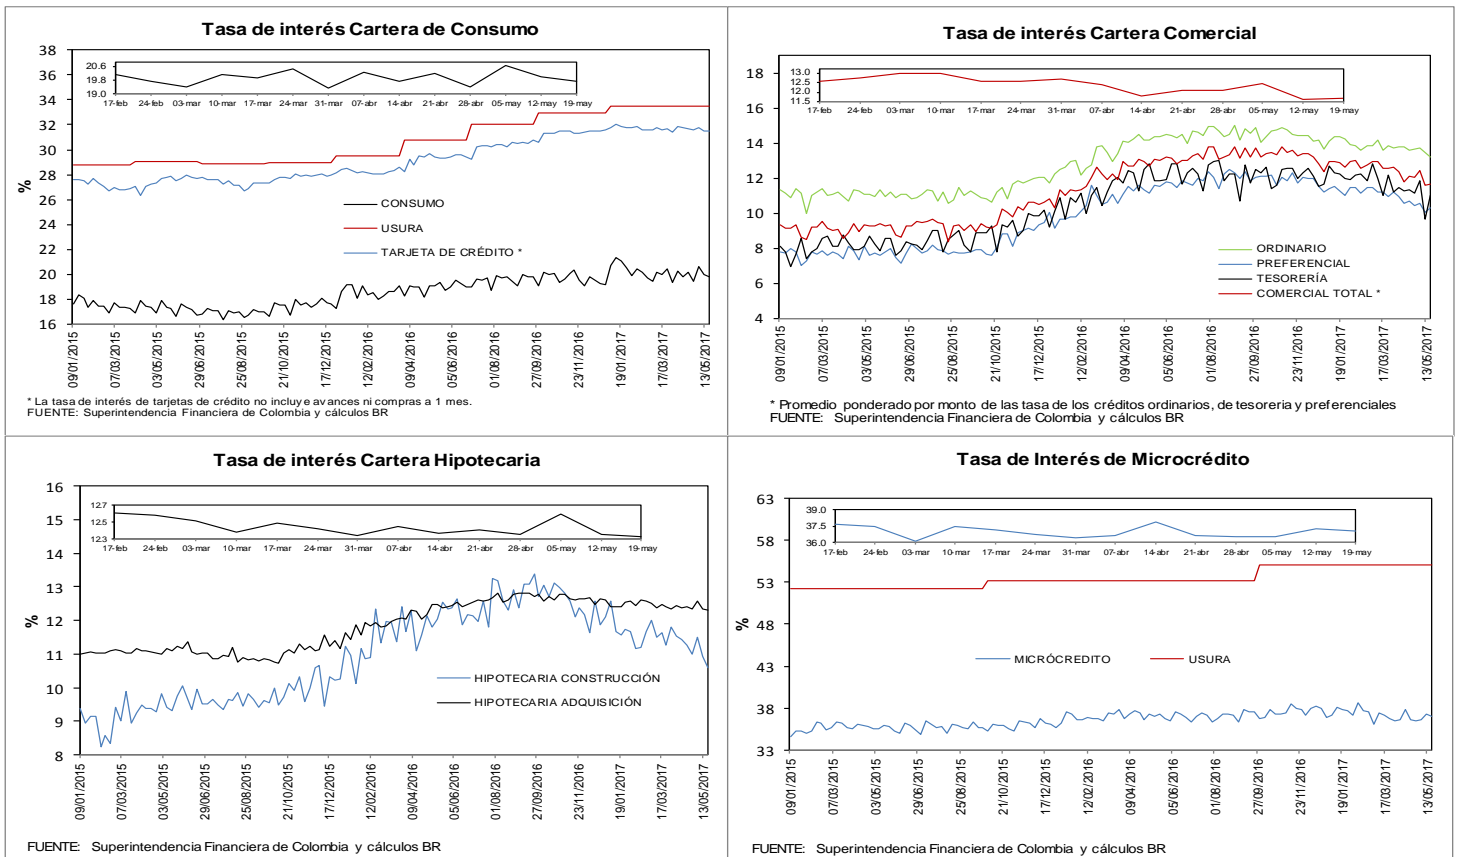 Tasa de interés Cartera de Consumo
38
36
34
32
30
28
26
24
22
20
18
16
%
20.6
19.8
19.0
17-feb 24-feb 03-mar 10-mar 17-mar 24-mar 31-mar 07-abr 14-abr 21-abr 28-abr 05-may 12-may 19-may
CONSUMO
USURA
TARJETA DE CRÉDITO *
09/01/2015 07/03/2015 03/05/2015 29/06/2015 25/08/2015 21/10/2015 17/12/2015 12/02/2016 09/04/2016 05/06/2016 01/08/2016 27/09/2016 23/11/2016 19/01/2017 17/03/2017 13/05/2017
* La tasa de interés de tarjetas de crédito no incluye avances ni compras a 1 mes.
FUENTE: Superintendencia Financiera de Colombia y cálculos BR
Tasa de interés Cartera Comercial
18
16
14
12
10
8
6
4
13.0
12.5
12.0
11.5
17-feb 24-feb 03-mar 10-mar 17-mar 24-mar 31-mar 07-abr 14-abr 21-abr 28-abr 05-may 12-may 19-may
ORDINARIO
PREFERENCIAL
TESORERÍA
COMERCIAL TOTAL *
09/01/2015 07/03/2015 03/05/2015 29/06/2015 25/08/2015 21/10/2015 17/12/2015 12/02/2016 09/04/2016 05/06/2016 01/08/2016 27/09/2016 23/11/2016 19/01/2017 17/03/2017 13/05/2017
* Promedio ponderado por monto de las tasa de los créditos ordinarios, de tesoreria y preferenciales
FUENTE: Superintendencia Financiera de Colombia y cálculos BR
Tasa de interés Cartera Hipotecaria
16
15
14
13
12
11
10
9
8
%
12.7
12.5
12.3
17-feb 24-feb 03-mar 10-mar 17-mar 24-mar 31-mar 07-abr 14-abr 21-abr 28-abr 05-may 12-may 19-may
HIPOTECARIA CONSTRUCCIÓN
HIPOTECARIA ADQUISICIÓN
09/01/2015 07/03/2015 03/05/2015 29/06/2015 25/08/2015 21/10/2015 17/12/2015 12/02/2016 09/04/2016 05/06/2016 01/08/2016 27/09/2016 23/11/2016 19/01/2017 17/03/2017 13/05/2017
FUENTE: Superintendencia Financiera de Colombia y cálculos BR
Tasa de Interés de Microcrédito
63
58
53
48
43
38
33
%
39.0
37.5
36.0
17-feb 24-feb 03-mar 10-mar 17-mar 24-mar 31-mar 07-abr 14-abr 21-abr 28-abr 05-may 12-may 19-may
MICRÓCREDITO
USURA
09/01/2015 07/03/2015 03/05/2015 29/06/2015 25/08/2015 21/10/2015 17/12/2015 12/02/2016 09/04/2016 05/06/2016 01/08/2016 27/09/2016 23/11/2016 19/01/2017 17/03/2017 13/05/2017
FUENTE: Superintendencia Financiera de Colombia y cálculos BR